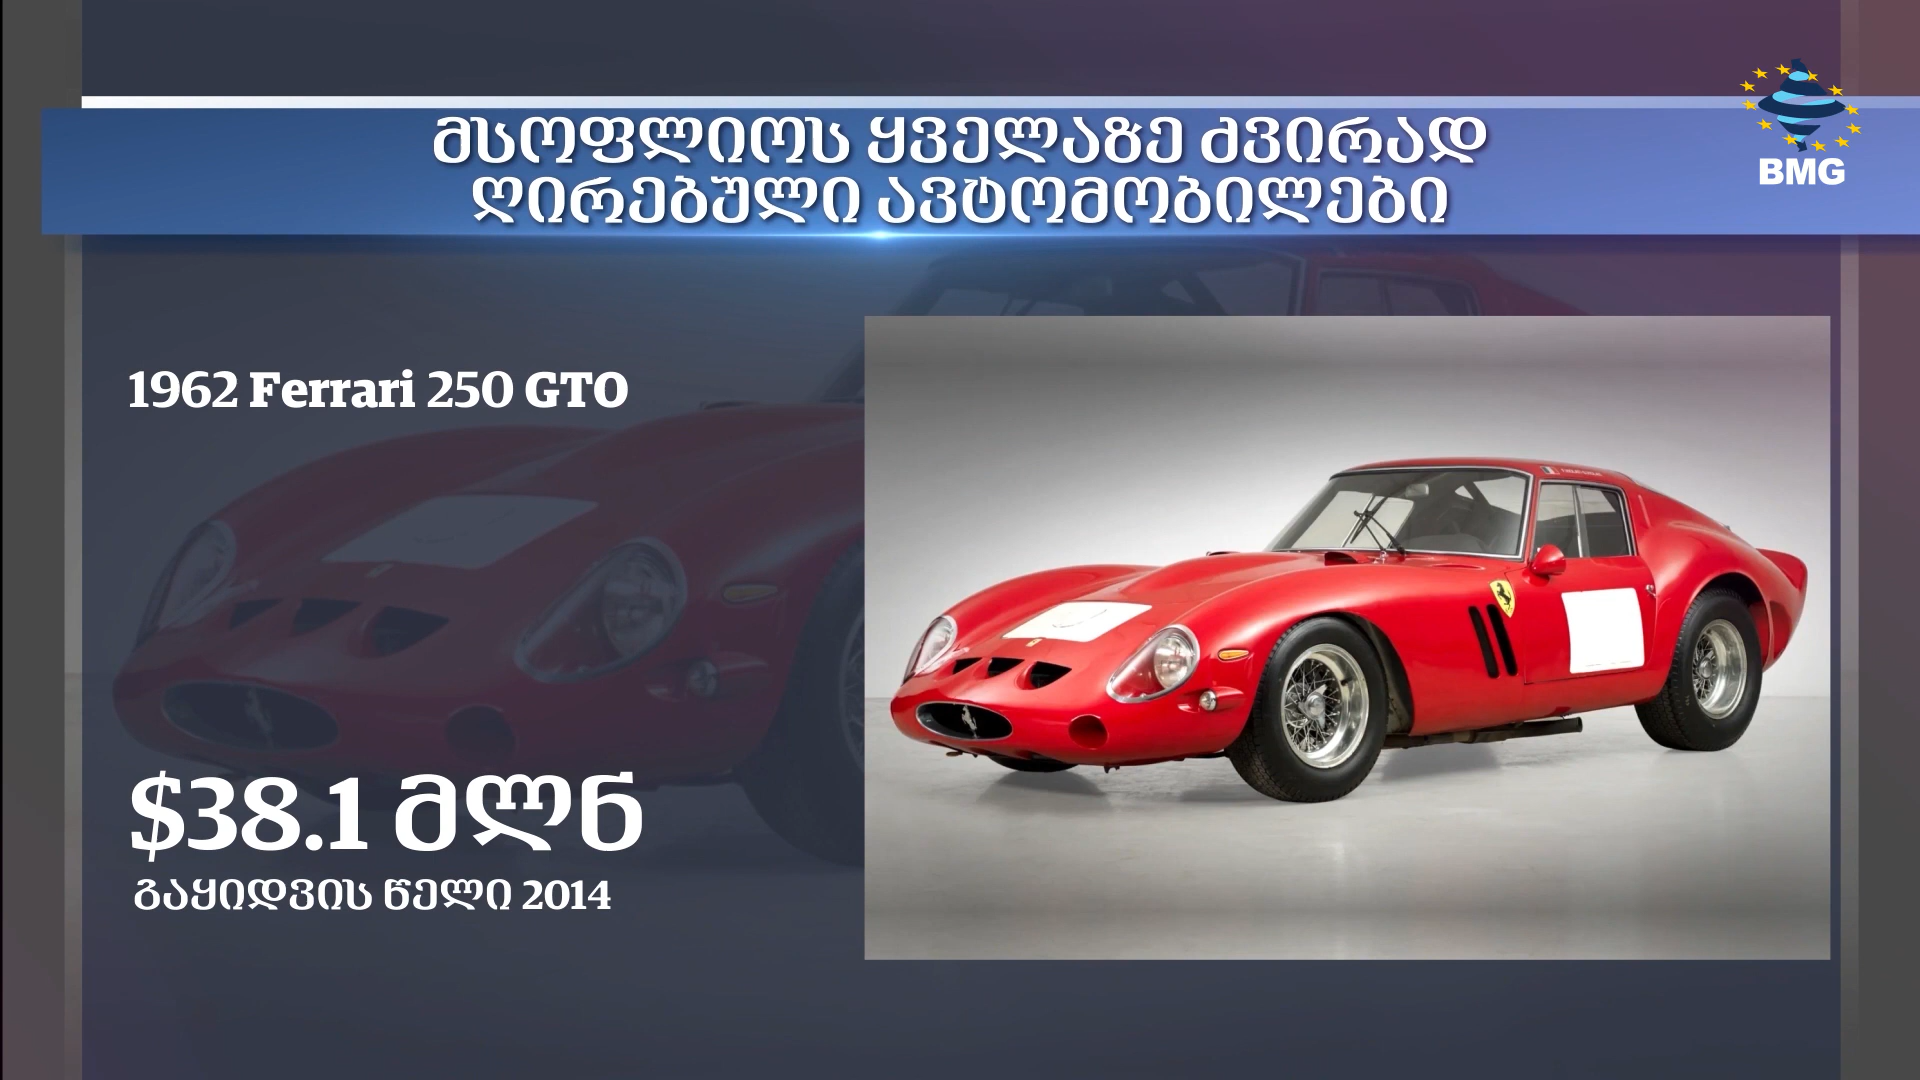 მსოფლიოს ყველაზე ძვირად
ღირებული ავტომობილები
BMG
1962 Ferrari 250 GTO
$38.1 მლნ
გაყიდვის წელი 2014